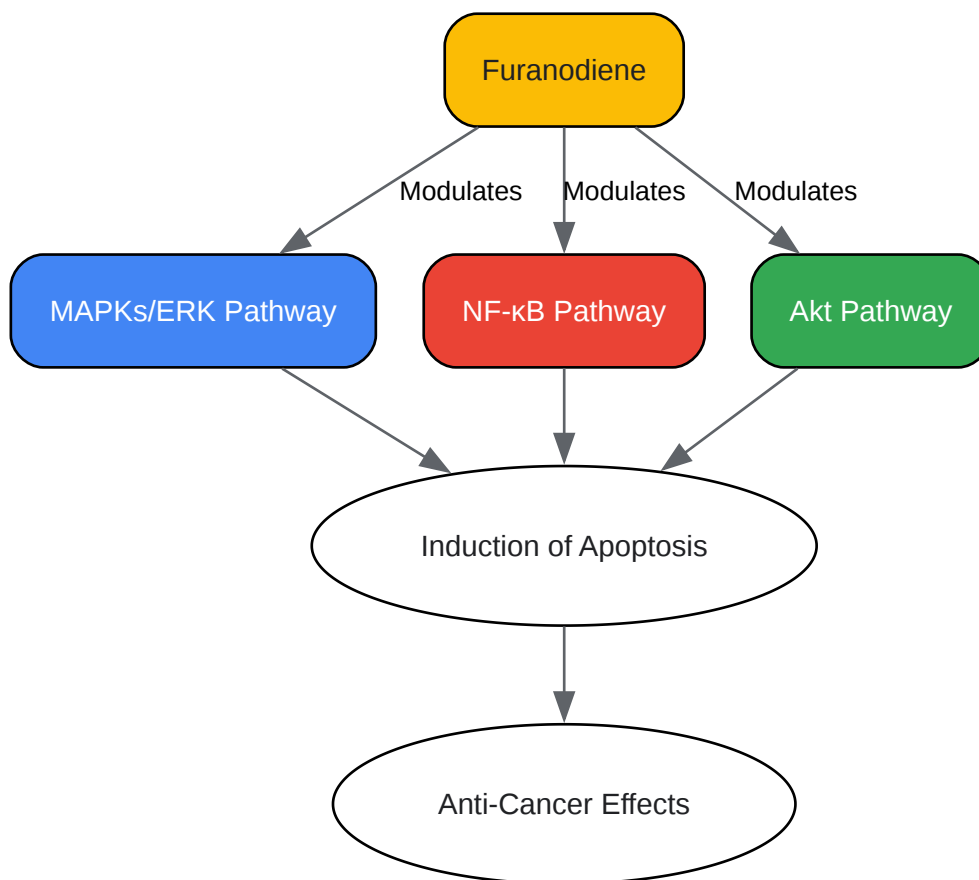 Furanodiene
Modulates
Modulates
Modulates
MAPKs/ERK Pathway
NF-κB Pathway
Akt Pathway
Induction of Apoptosis
Anti-Cancer Effects